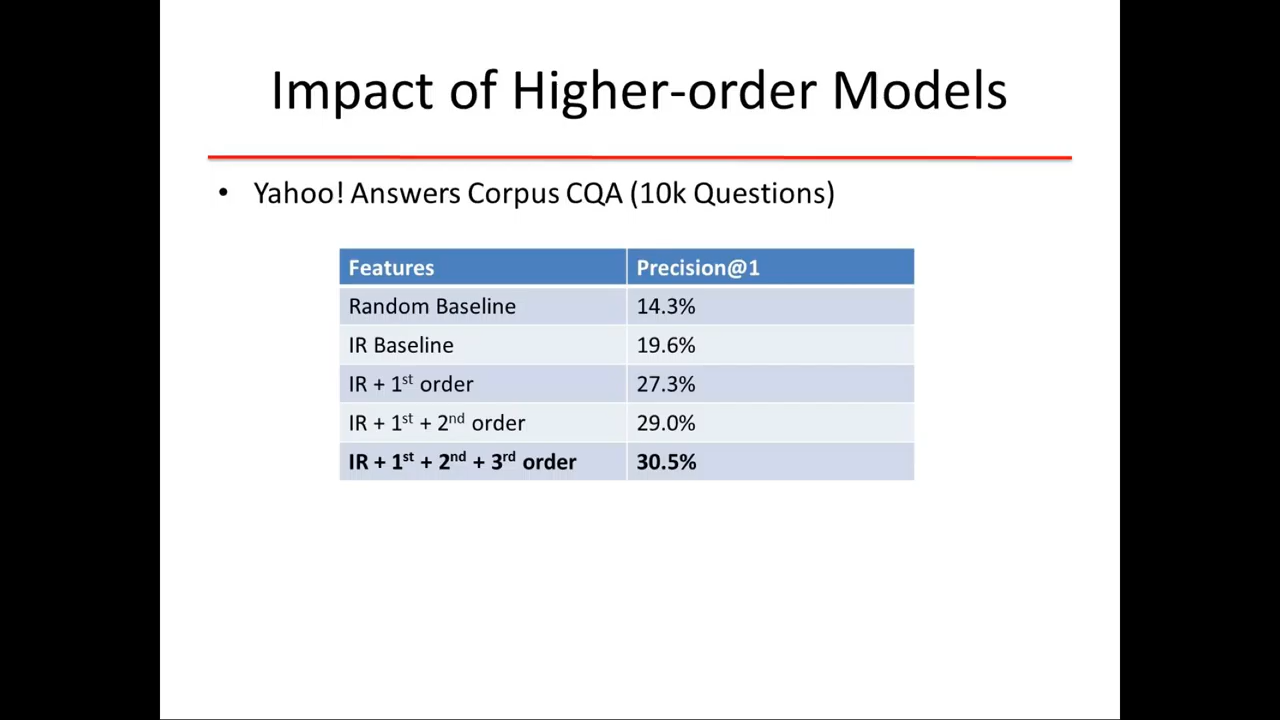 Impact of Higher-order Models
• Yahoo! Answers Corpus CQA (10k Questions)
Features Precision@1
Random Baseline 14.3%
IR Baseline 19.6%
IR + 1st order 27.3%
IR + 1st + 2nd order 29.0%
IR + 1st + 2nd + 3rd order 30.5%